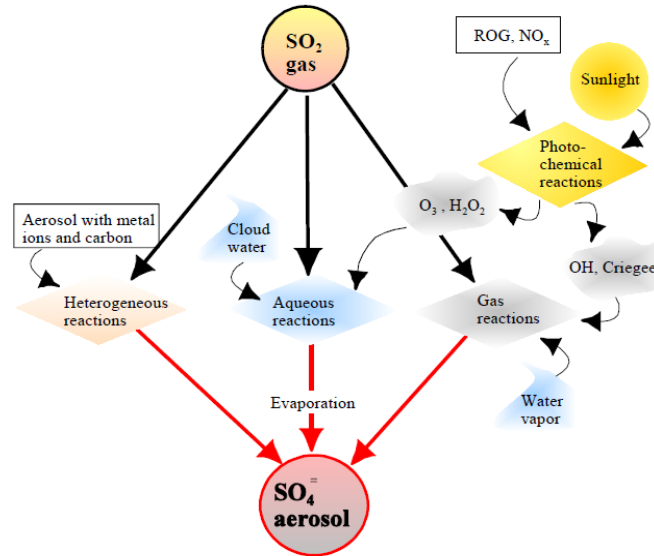 SO₂
gas
ROG, NOₓ
Sunlight
Photo-
chemical
reactions
O₃ , H₂O₂
Aerosol with metal
ions and carbon
Cloud
water
OH, Criegee
Heterogeneous
reactions
Aqueous
reactions
Gas
reactions
Evaporation
Water
vapor
SO₄⁼
aerosol